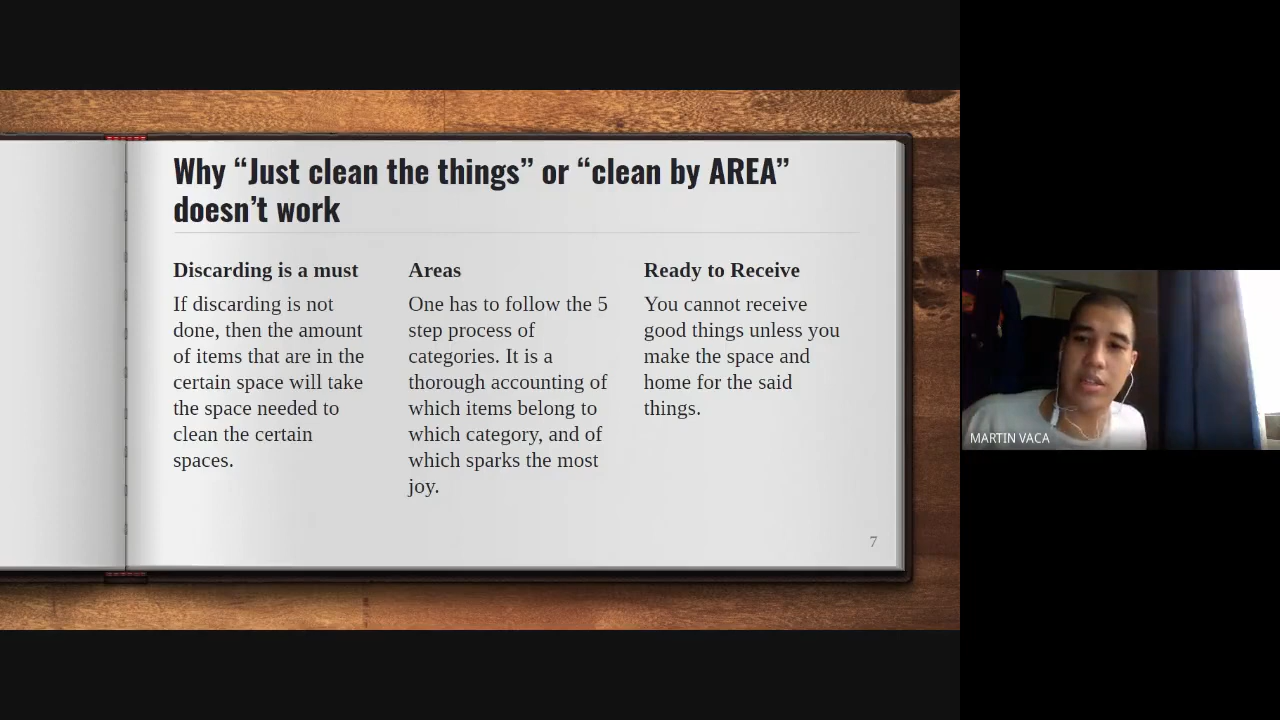 Why “Just clean the things” or “clean by AREA”
doesn’t work
Discarding is a must
If discarding is not
done, then the amount
of items that are in the
certain space will take
the space needed to
clean the certain
spaces.
Areas
One has to follow the 5
step process of
categories. It is a
thorough accounting of
which items belong to
which category, and of
which sparks the most
joy.
Ready to Receive
You cannot receive
good things unless you
make the space and
home for the said
things.
7
MARTIN VACA